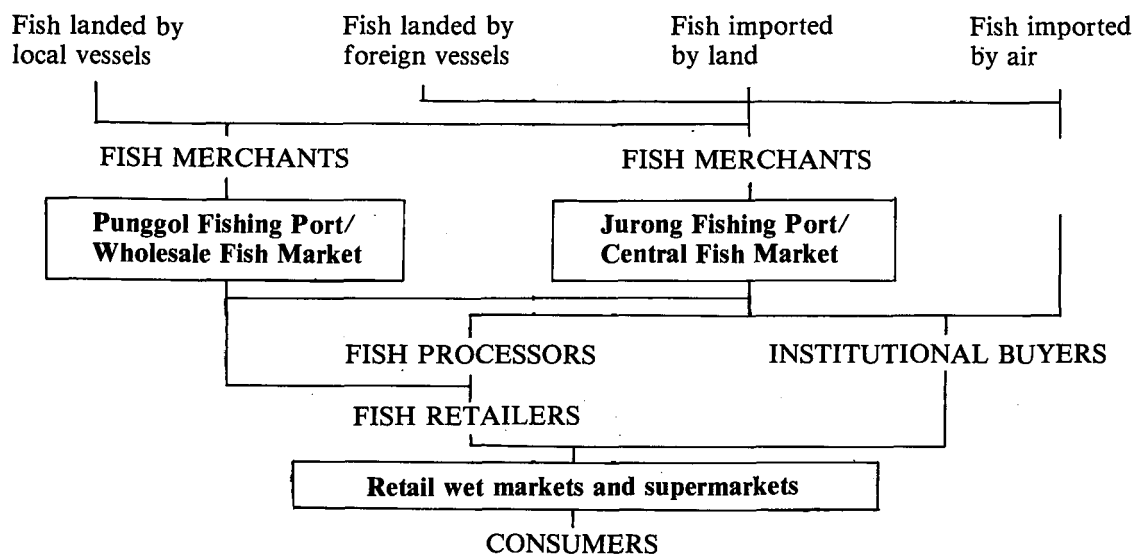 Fish landed by
local vessels
Fish landed by
foreign vessels
Fish imported
by land
Fish imported
by air
FISH MERCHANTS
FISH MERCHANTS
Punggol Fishing Port/
Wholesale Fish Market
Jurong Fishing Port/
Central Fish Market
FISH PROCESSORS
INSTITUTIONAL BUYERS
FISH RETAILERS
Retail wet markets and supermarkets
CONSUMERS